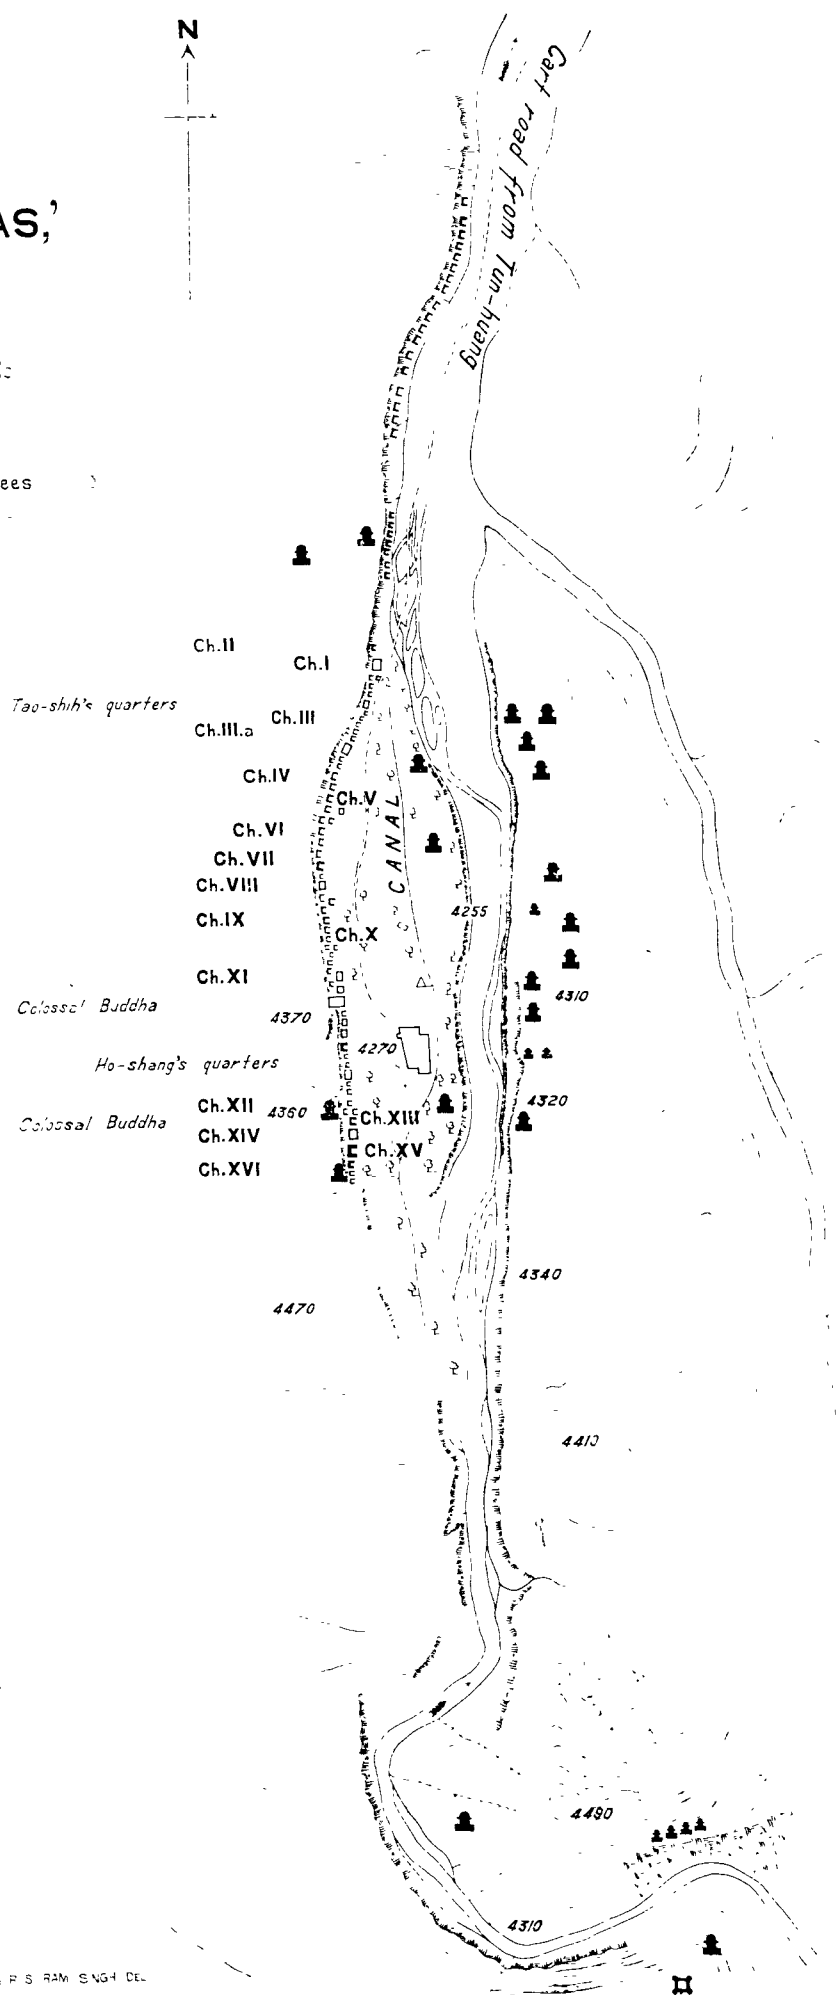 N
Cart road from Tun-huang
AS,’
ees
Ch.II
Ch.I
Tao-shih's quarters
Ch.III
Ch.III.a
Ch.IV
Ch.V
CANAL
Ch.VI
Ch.VII
Ch.VIII
4255
Ch.IX
Ch.X
Ch.XI
4310
Colossal Buddha
4370
4270
Ho-shang's quarters
4320
Ch.XII
4360
Ch.XIII
Colossal Buddha
Ch.XIV
Ch.XV
Ch.XVI
4340
4470
4410
4490
4310
R S RAM SINGH DEL